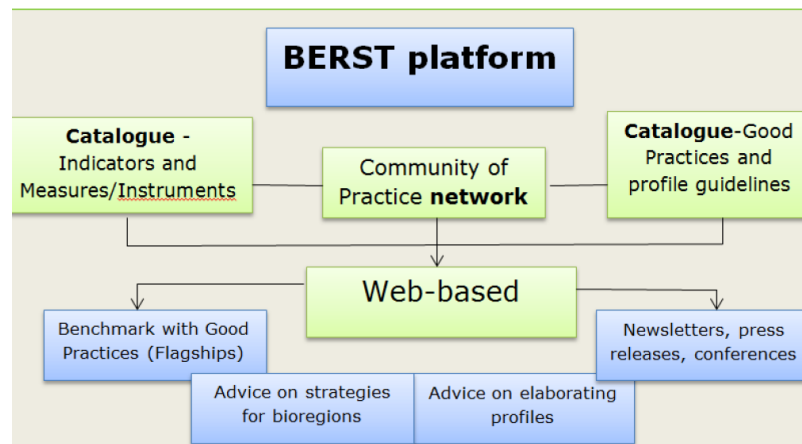 BERST platform
Catalogue -
Indicators and
Measures/Instruments
Community of
Practice network
Catalogue-Good
Practices and
profile guidelines
Web-based
Benchmark with Good
Practices (Flagships)
Advice on strategies
for bioregions
Advice on elaborating
profiles
Newsletters, press
releases, conferences